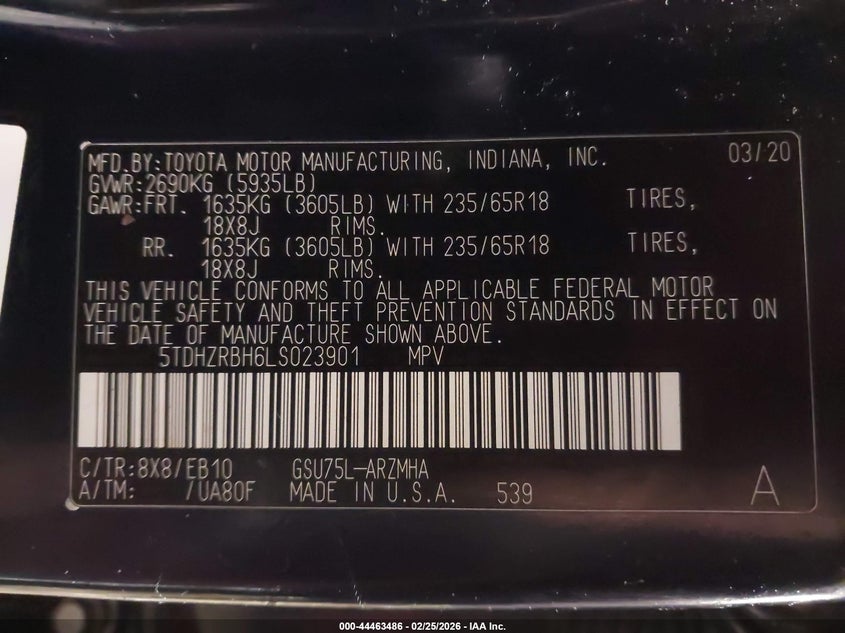 MFD.BY:TOYOTA MOTOR MANUFACTURING, INDIANA, INC. 03/20
GVWR:2690KG (5935LB)
GAWR:FRT. 1635KG (3605LB) WITH 235/65R18 TIRES,
18X8J RIMS.
RR. 1635KG (3605LB) WITH 235/65R18 TIRES,
18X8J RIMS.
THIS VEHICLE CONFORMS TO ALL APPLICABLE FEDERAL MOTOR
VEHICLE SAFETY AND THEFT PREVENTION STANDARDS IN EFFECT ON
THE DATE OF MANUFACTURE SHOWN ABOVE.
5TDHZRBH6LS023901 MPV
C/TR:8X8/EB10 GSU75L-ARZMHA
A/TM: /UA80F MADE IN U.S.A. 539 A
000-44463486 - 02/25/2026 - IAA Inc.